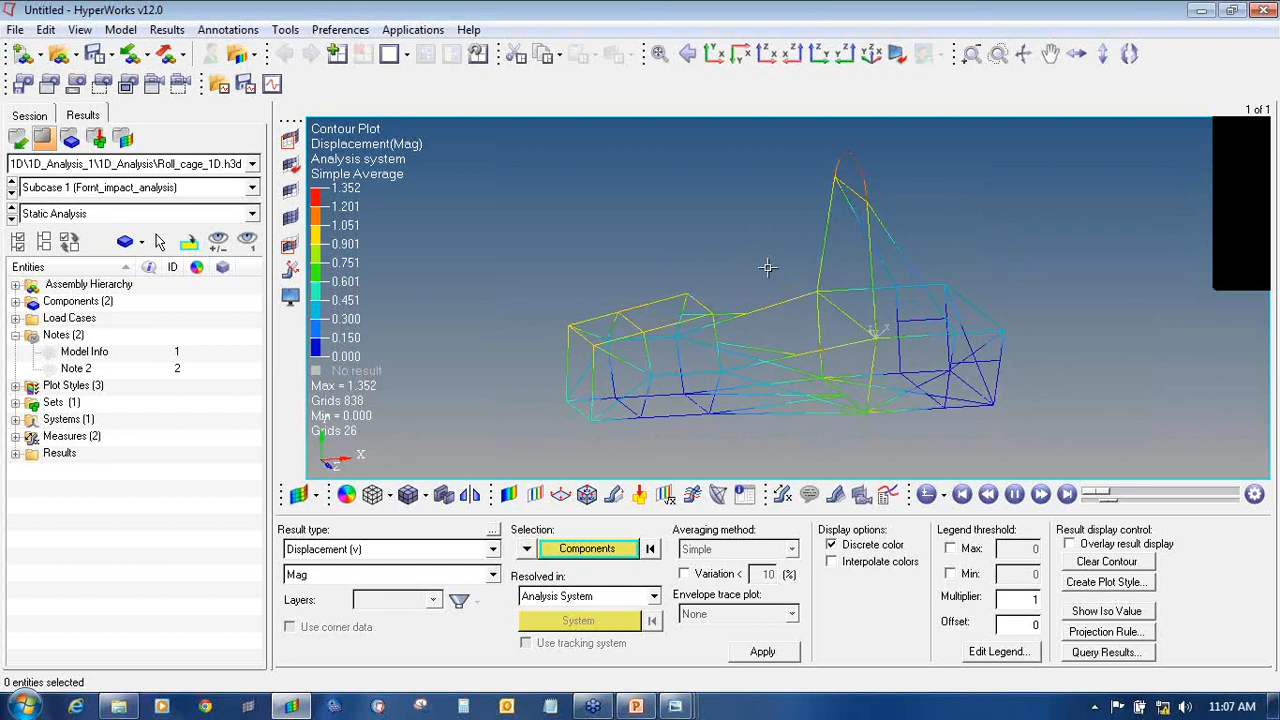 Untitled - HyperWorks v12.0
File Edit View Model Results Annotations Tools Preferences Applications Help
Session Results
1 of 1
1D\1D_Analysis_1\1D_Analysis\Roll_cage_1D.h3d
Subcase 1 (Fornt_impact_analysis)
Static Analysis
Entities ID
Assembly Hierarchy
Components (2)
Load Cases
Notes (2)
Model Info 1
Note 2 2
Plot Styles (3)
Sets (1)
Systems (1)
Measures (2)
Results
Contour Plot
Displacement(Mag)
Analysis system
Simple Average
1.352
1.201
1.051
0.901
0.751
0.601
0.451
0.300
0.150
0.000
No result
Max = 1.352
Grids 838
Min = 0.000
Grids 26
X
Z
Result type:
Displacement (v)
Mag
Layers:
Use corner data
Selection:
Components
Resolved in:
Analysis System
System
Use tracking system
Averaging method:
Simple
Variation < 10 (%)
Envelope trace plot:
None
Apply
Display options:
Discrete color
Interpolate colors
Legend threshold:
Max: 0
Min: 0
Multiplier: 1
Offset: 0
Edit Legend...
Result display control:
Overlay result display
Clear Contour
Create Plot Style...
Show Iso Value
Projection Rule...
Query Results...
0 entities selected
11:07 AM